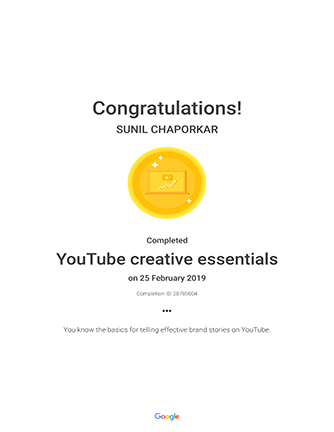 Congratulations!
SUNIL CHAPORKAR
Completed
YouTube creative essentials
on 25 February 2019
Completion ID: 28789804
•••
You know the basics for telling effective brand stories on YouTube.
Google